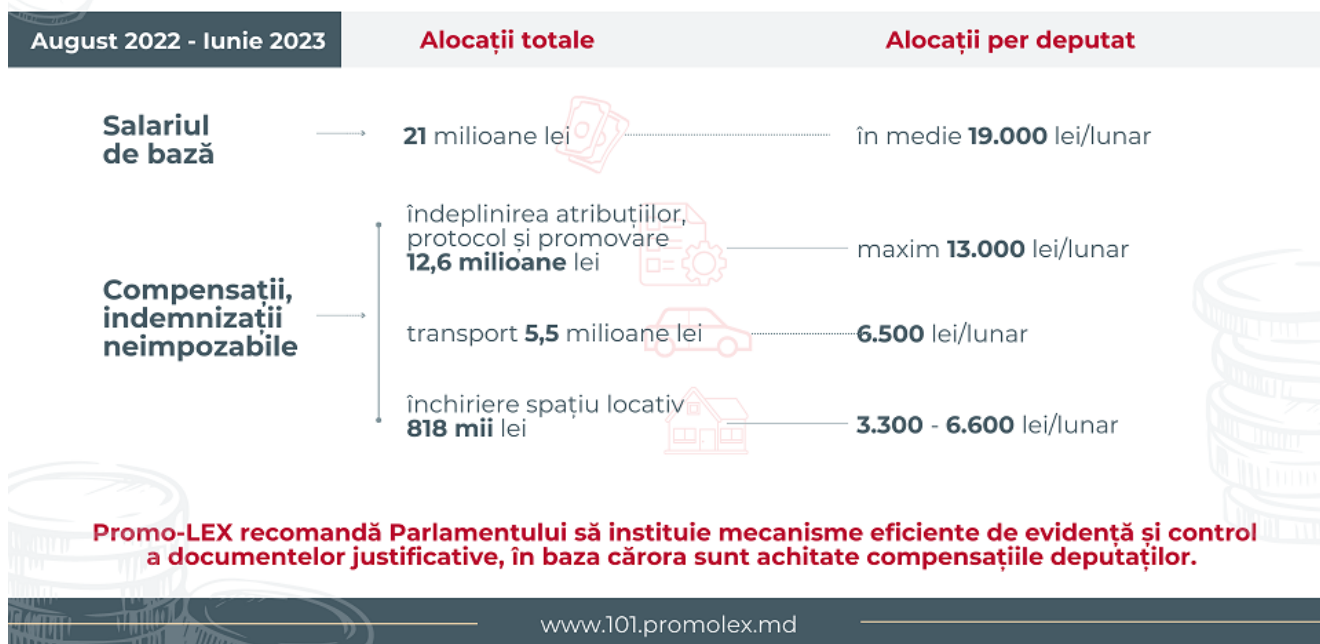 August 2022 - Iunie 2023
Alocații totale
Alocații per deputat
Salariul
de bază
21 milioane lei
în medie 19.000 lei/lunar
Compensații,
indemnizații
neimpozabile
îndeplinirea atribuțiilor,
protocol și promovare
12,6 milioane lei
maxim 13.000 lei/lunar
transport 5,5 milioane lei
6.500 lei/lunar
închiriere spațiu locativ
818 mii lei
3.300 - 6.600 lei/lunar
Promo-LEX recomandă Parlamentului să instituie mecanisme eficiente de evidență și control
a documentelor justificative, în baza cărora sunt achitate compensațiile deputaților.
www.101.promolex.md